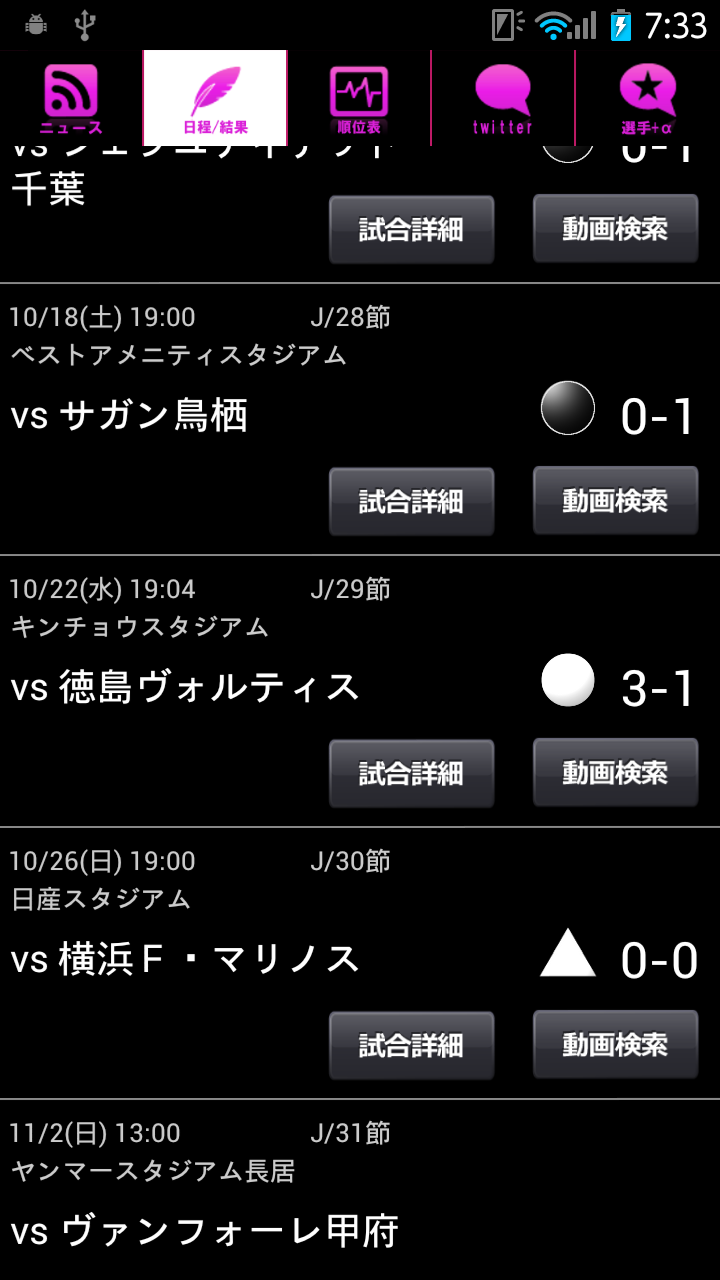 7:33
ニュース
日程/結果
順位表
twitter
選手+α
千葉
試合詳細
動画検索
10/18(土) 19:00 J/28節
ベストアメニティスタジアム
vs サガン鳥栖 0-1
試合詳細
動画検索
10/22(水) 19:04 J/29節
キンチョウスタジアム
vs 徳島ヴォルティス 3-1
試合詳細
動画検索
10/26(日) 19:00 J/30節
日産スタジアム
vs 横浜Ｆ・マリノス 0-0
試合詳細
動画検索
11/2(日) 13:00 J/31節
ヤンマースタジアム長居
vs ヴァンフォーレ甲府